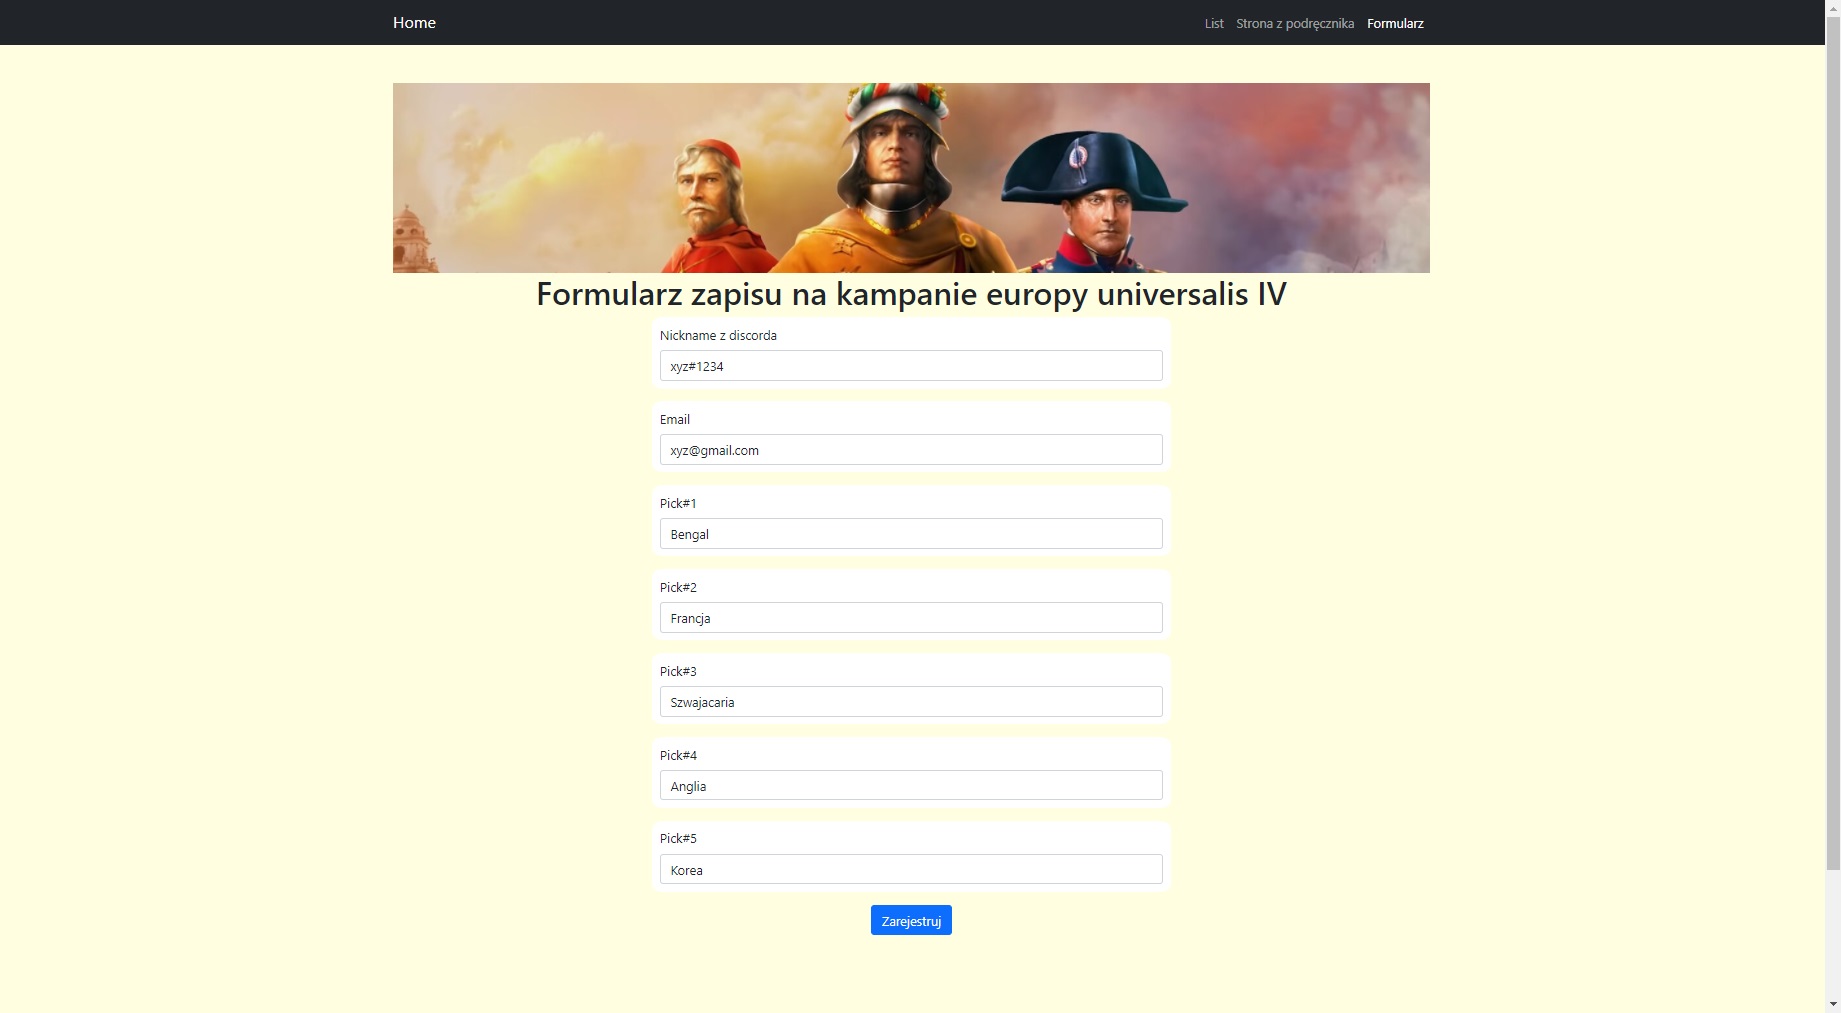 Home
List
Strona z podręcznika
Formularz
Formularz zapisu na kampanie europy universalis IV
Nickname z discorda
xyz#1234
Email
xyz@gmail.com
Pick#1
Bengal
Pick#2
Francja
Pick#3
Szwajacaria
Pick#4
Anglia
Pick#5
Korea
Zarejestruj